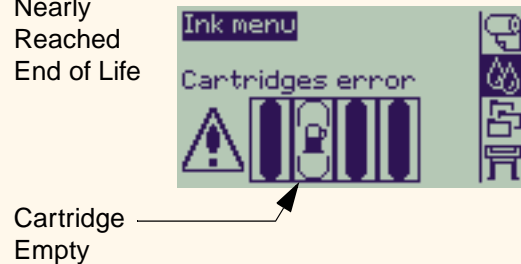 Nearly
Reached
End of Life
Ink menu
Cartridges error
Cartridge
Empty